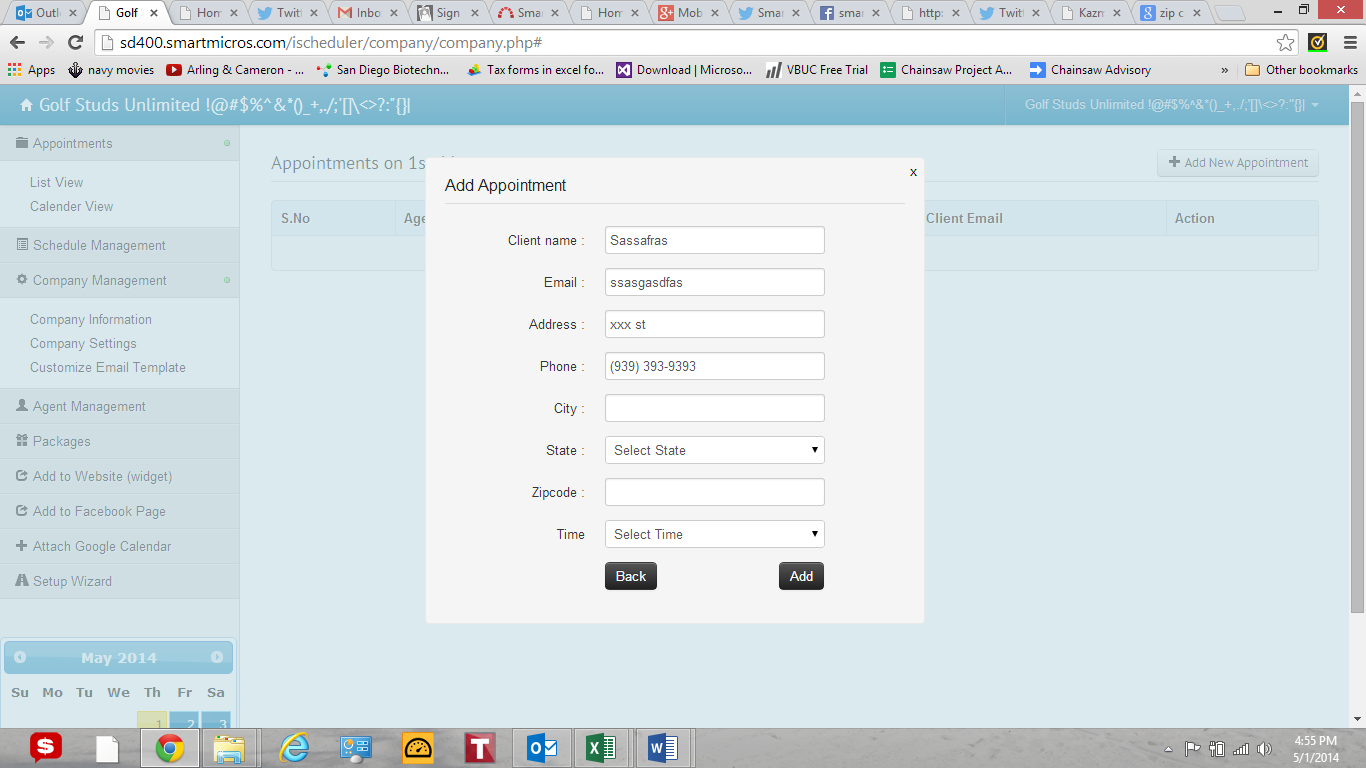 Outl
Golf
Hom
Twitt
Inbo
Sign
Smar
Hom
Mob
Smar
smar
http:
Twitt
Kazm
zip c
sd400.smartmicros.com/ischeduler/company/company.php#
Apps
navy movies
Arling & Cameron - ...
San Diego Biotechn...
Tax forms in excel fo...
Download | Microso...
VBUC Free Trial
Chainsaw Project A...
Chainsaw Advisory
»
Other bookmarks
Golf Studs Unlimited !@#$%^&*()_+,./;'[]\<>?:"{}|
Golf Studs Unlimited !@#$%^&*()_+,./;'[]\<>?:"{}|
Appointments
List View
Calender View
Schedule Management
Company Management
Company Information
Company Settings
Customize Email Template
Agent Management
Packages
Add to Website (widget)
Add to Facebook Page
Attach Google Calendar
Setup Wizard
May 2014
Su Mo Tu We Th Fr Sa
1 2 3
Appointments on 1s
Add New Appointment
S.No
Age
Client Email
Action
x
Add Appointment
Client name : Sassafras
Email : ssasgasdfas
Address : xxx st
Phone : (939) 393-9393
City :
State : Select State
Zipcode :
Time Select Time
Back
Add
4:55 PM
5/1/2014